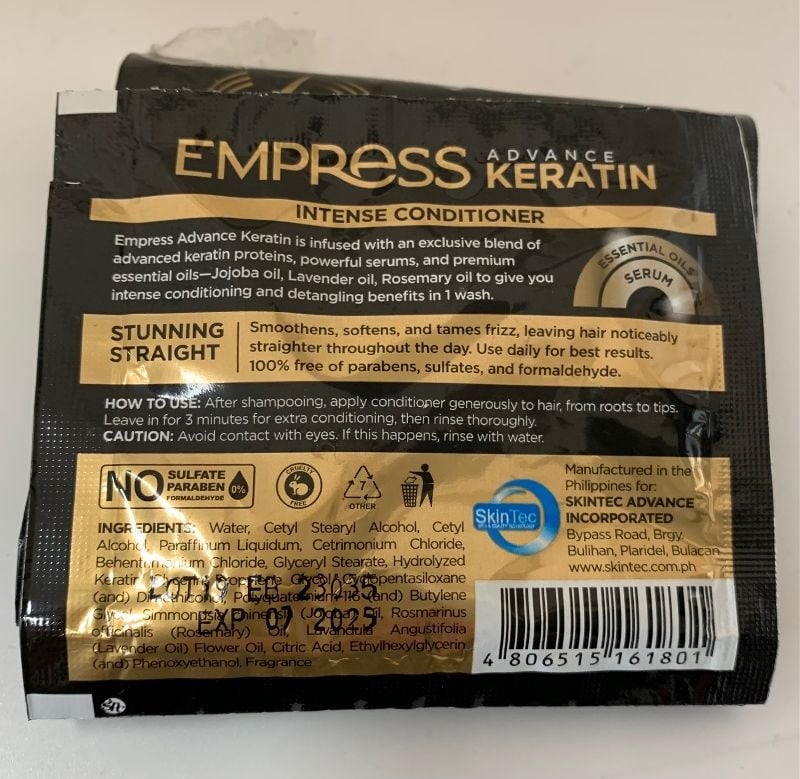 EMPRESS ADVANCE KERATIN
INTENSE CONDITIONER
Empress Advance Keratin is infused with an exclusive blend of
advanced keratin proteins, powerful serums, and premium
essential oils—Jojoba oil, Lavender oil, Rosemary oil to give you
intense conditioning and detangling benefits in 1 wash.
ESSENTIAL OILS
SERUM
STUNNING
STRAIGHT
Smoothens, softens, and tames frizz, leaving hair noticeably
straighter throughout the day. Use daily for best results.
100% free of parabens, sulfates, and formaldehyde.
HOW TO USE: After shampooing, apply conditioner generously to hair, from roots to tips.
Leave in for 3 minutes for extra conditioning, then rinse thoroughly.
CAUTION: Avoid contact with eyes. If this happens, rinse with water.
NO SULFATE
PARABEN
FORMALDEHYDE
0%
CRUELTY
FREE
7
OTHER
INGREDIENTS: Water, Cetyl Stearyl Alcohol, Cetyl
Alcohol, Paraffinum Liquidum, Cetrimonium Chloride,
Behentrimonium Chloride, Glyceryl Stearate, Hydrolyzed
Keratin, Glycerin, Propylene Glycol, Cyclopentasiloxane
(and) Dimethiconol, Polyquaternium-116 (and) Butylene
Glycol, Simmondsia Chinensis (Jojoba) Oil, Rosmarinus
officinalis (Rosemary) Oil, Lavandula Angustifolia
(Lavender Oil) Flower Oil, Citric Acid, Ethylhexylglycerin
(and) Phenoxyethanol, Fragrance
EXP 07 2025
SkinTec
Manufactured in the
Philippines for:
SKINTEC ADVANCE
INCORPORATED
Bypass Road, Brgy.
Bulihan, Plaridel, Bulacan
www.skintec.com.ph
4 806515 161801